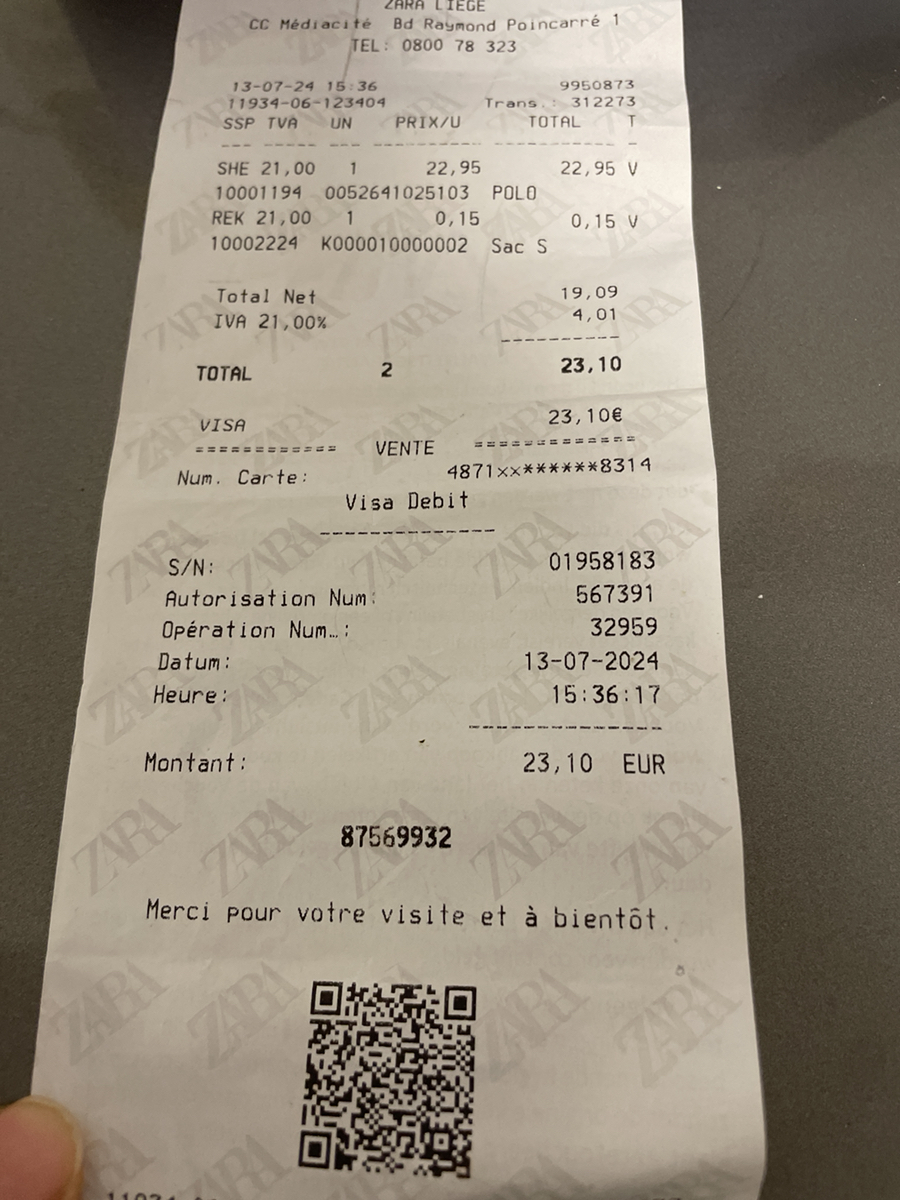 ZARA LIEGE
CC Médiacité Bd Raymond Poincarré 1
TEL: 0800 78 323
13-07-24 15:36 9950873
11934-06-123404 Trans.: 312273
SSP TVA UN PRIX/U TOTAL T
--- --- --- ----------- ----------- -
SHE 21,00 1 22,95 22,95 V
10001194 0052641025103 POLO
REK 21,00 1 0,15 0,15 V
10002224 K000010000002 Sac S
Total Net 19,09
IVA 21,00% 4,01
----------
TOTAL 2 23,10
VISA 23,10€
============ VENTE =============
Num. Carte: 4871xx******8314
Visa Debit
--------------
S/N: 01958183
Autorisation Num: 567391
Opération Num…: 32959
Datum: 13-07-2024
Heure: 15:36:17
--------------
Montant: 23,10 EUR
87569932
Merci pour votre visite et à bientôt.